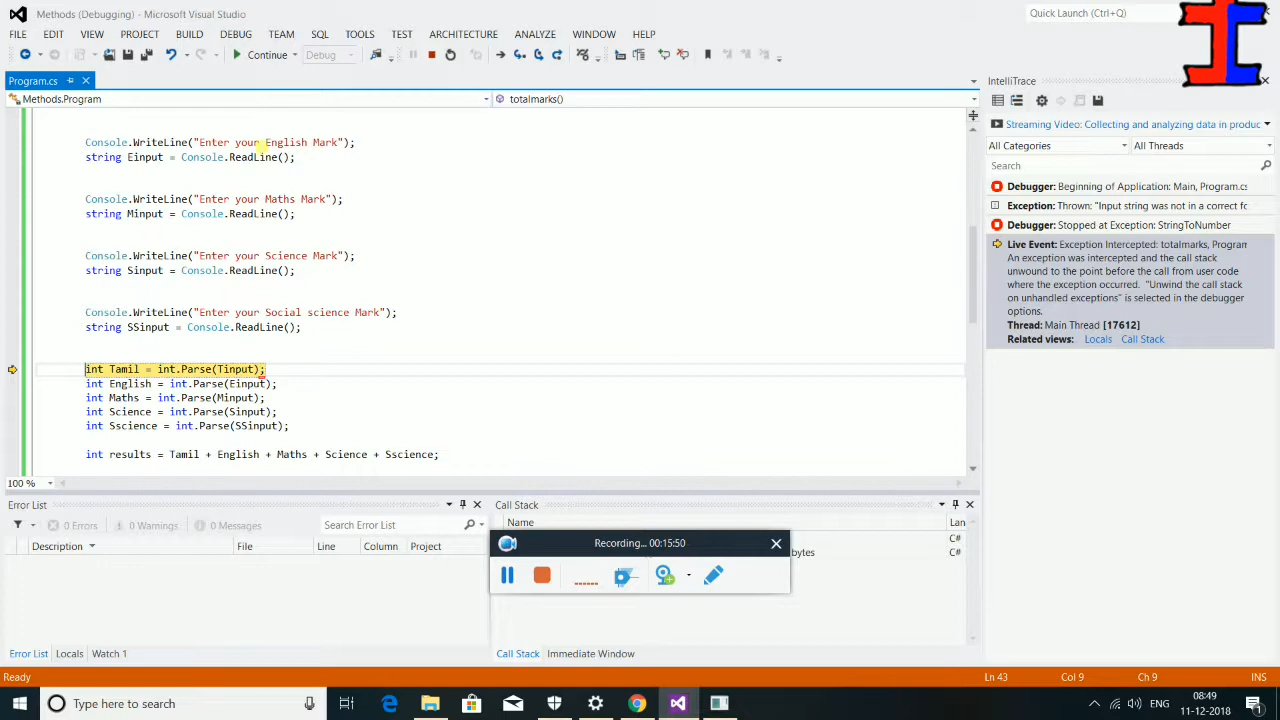 Methods (Debugging) - Microsoft Visual Studio
Quick Launch (Ctrl+Q)
FILE EDIT VIEW PROJECT BUILD DEBUG TEAM SQL TOOLS TEST ARCHITECTURE ANALYZE WINDOW HELP
Continue Debug
Program.cs
Methods.Program totalmarks()
Console.WriteLine("Enter your English Mark");
string Einput = Console.ReadLine();
Console.WriteLine("Enter your Maths Mark");
string Minput = Console.ReadLine();
Console.WriteLine("Enter your Science Mark");
string Sinput = Console.ReadLine();
Console.WriteLine("Enter your Social science Mark");
string SSinput = Console.ReadLine();
int Tamil = int.Parse(Tinput);
int English = int.Parse(Einput);
int Maths = int.Parse(Minput);
int Science = int.Parse(Sinput);
int Sscience = int.Parse(SSinput);
int results = Tamil + English + Maths + Science + Sscience;
100 %
IntelliTrace
Streaming Video: Collecting and analyzing data in produc
All Categories All Threads
Search
Debugger: Beginning of Application: Main, Program.cs
Exception: Thrown: "Input string was not in a correct fo
Debugger: Stopped at Exception: StringToNumber
Live Event: Exception Intercepted: totalmarks, Program
An exception was intercepted and the call stack
unwound to the point before the call from user code
where the exception occurred. "Unwind the call stack
on unhandled exceptions" is selected in the debugger
options.
Thread: Main Thread [17612]
Related views: Locals Call Stack
Error List
0 Errors 0 Warnings 0 Messages Search Error List
Description File Line Column Project
Call Stack
Name Lan
C#
bytes C#
Recording... 00:15:50
Error List Locals Watch 1
Call Stack Immediate Window
Ready Ln 43 Col 9 Ch 9 INS
Type here to search
ENG
08:49
11-12-2018
1